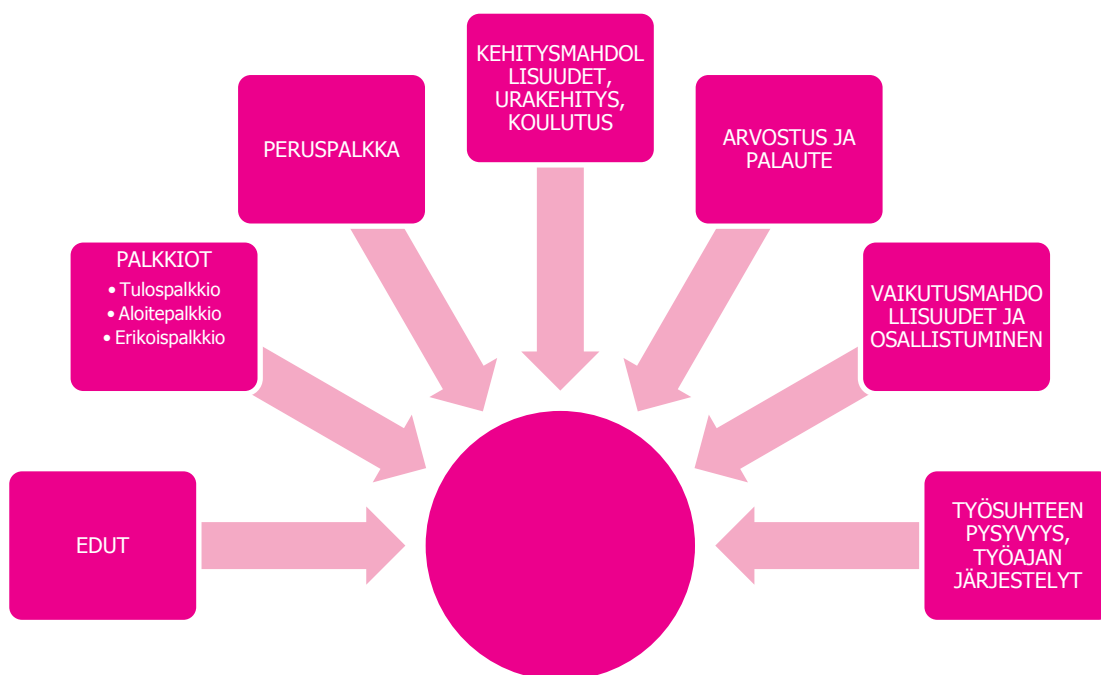 KEHITYSMAHDOL
LISUUDET,
URAKEHITYS,
KOULUTUS
PERUSPALKKA
ARVOSTUS JA
PALAUTE
PALKKIOT
• Tulospalkkio
• Aloitepalkkio
• Erikoispalkkio
VAIKUTUSMAHDO
LLISUUDET JA
OSALLISTUMINEN
EDUT
TYÖSUHTEEN
PYSYVYYS,
TYÖAJAN
JÄRJESTELYT